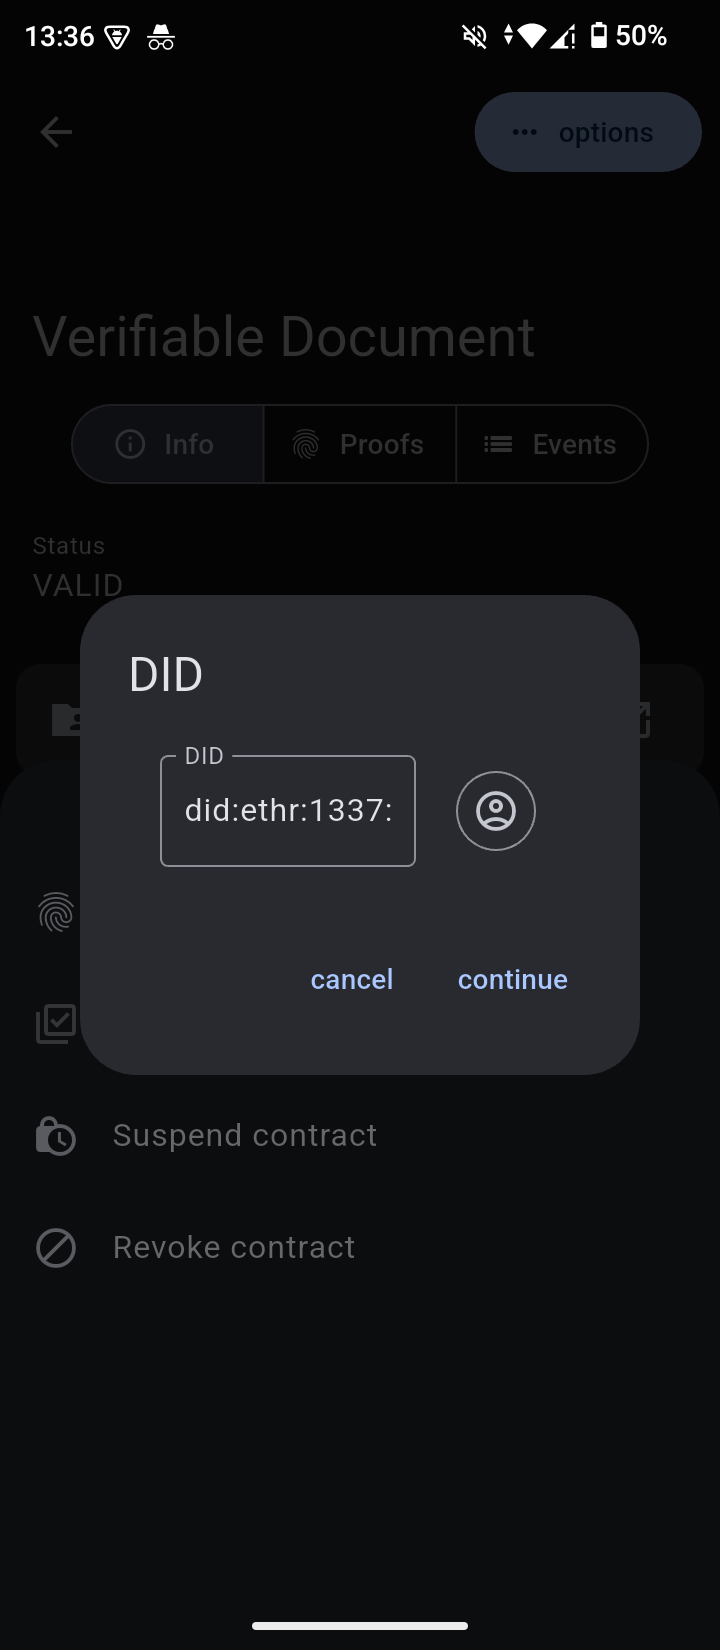 13:36
50%
options
Verifiable Document
Info Proofs Events
Status
VALID
DID
DID
did:ethr:1337:
cancel continue
Suspend contract
Revoke contract